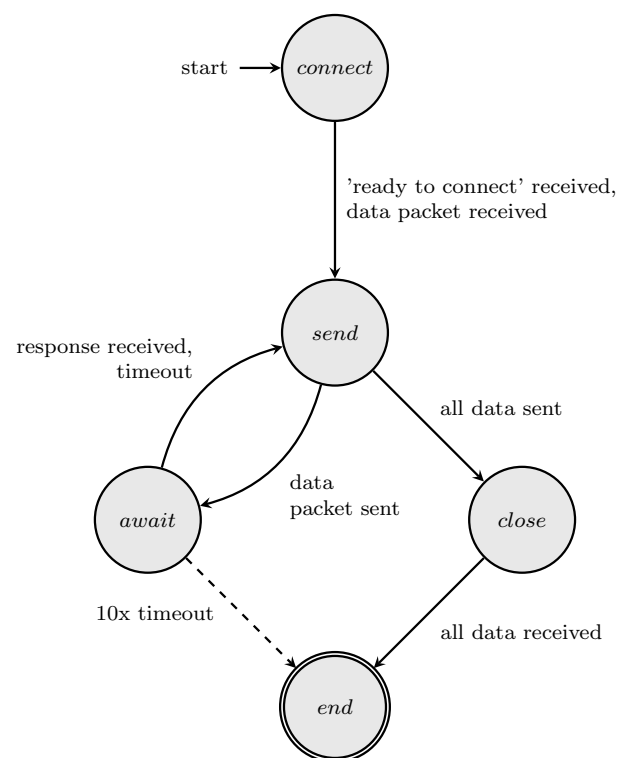 start
connect
’ready to connect’ received,
data packet received
send
response received,
timeout
all data sent
data
packet sent
await
close
10x timeout
all data received
end